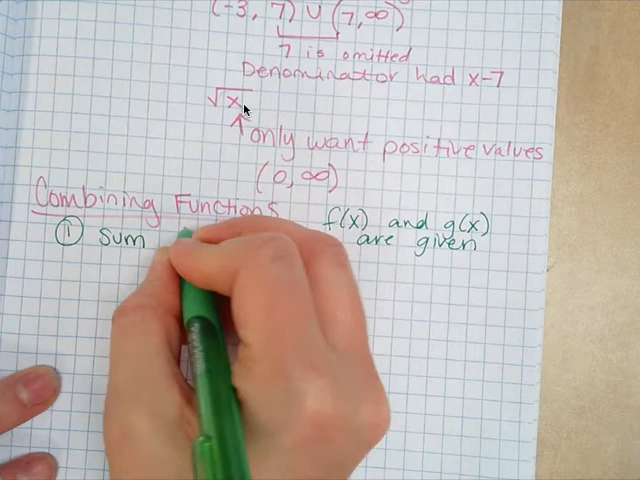 (-3, 7) ∪ (7, ∞)
7 is omitted
Denominator had x-7
√x
↑ only want positive values
(0, ∞)
Combining Functions
f(x) and g(x)
are given
① Sum